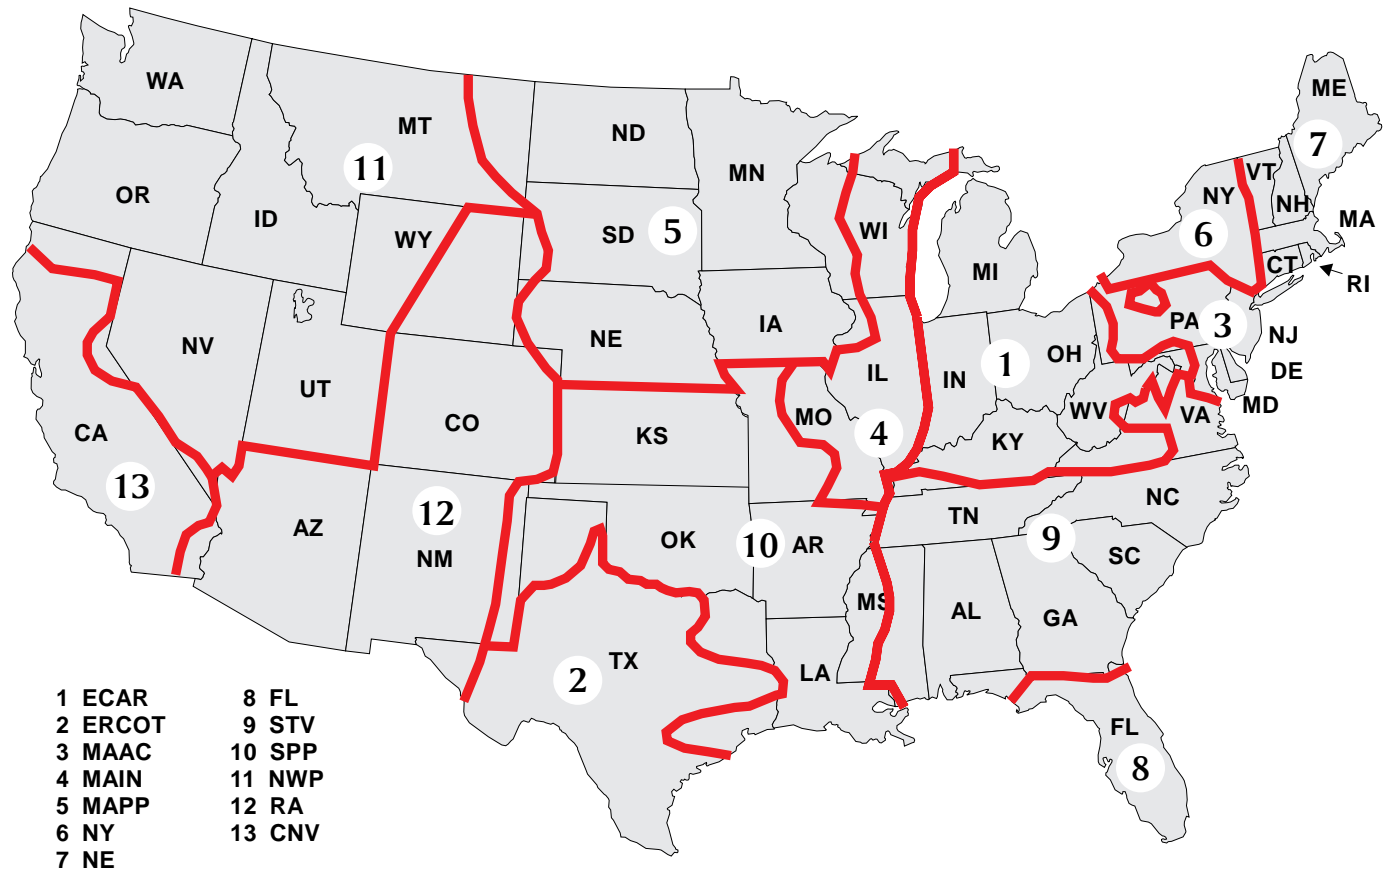 ME
WA
7
MT
ND
11
MN
VT
OR
NY
NH
ID
MA
WY
SD
5
WI
6
CT
MI
RI
IA
PA
3
NJ
NV
NE
1
OH
UT
IL
IN
DE
WV
MD
CA
CO
KS
MO
4
KY
VA
13
12
NC
AZ
NM
OK
10
AR
TN
9
SC
MS
AL
GA
2
TX
LA
FL
8
1 ECAR
2 ERCOT
3 MAAC
4 MAIN
5 MAPP
6 NY
7 NE
8 FL
9 STV
10 SPP
11 NWP
12 RA
13 CNV